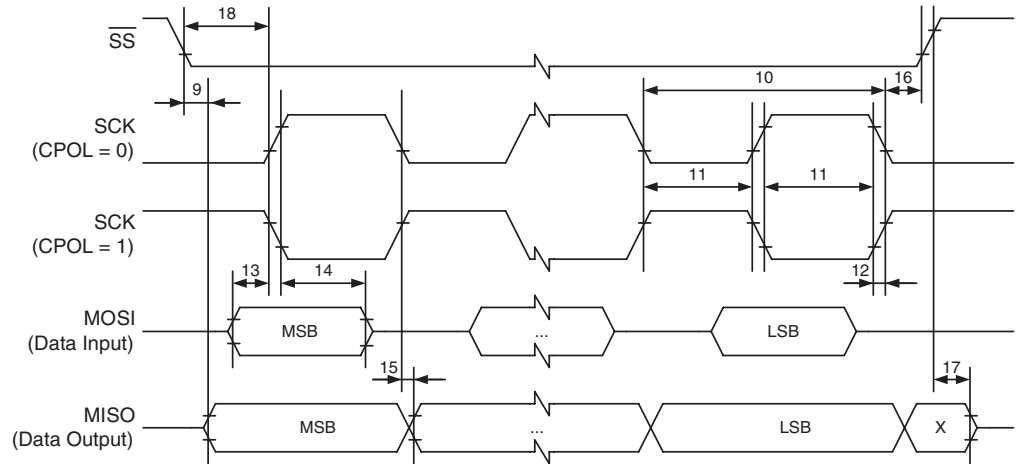 18
SS
10
9
16
SCK
(CPOL = 0)
11
11
SCK
(CPOL = 1)
13
14
12
MOSI
(Data Input)
MSB
...
LSB
15
17
MISO
(Data Output)
MSB
...
LSB
X